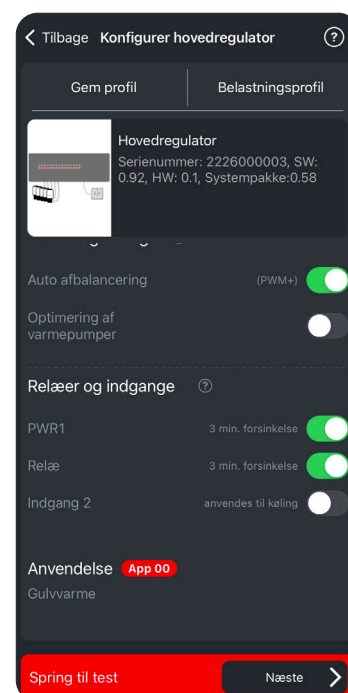 Tilbage Konfigurer hovedregulator ?
Gem profil Belastningsprofil
Hovedregulator
Serienummer: 2226000003, SW:
0.92, HW: 0.1, Systempakke:0.58
Auto afbalancering (PWM+)
Optimering af
varmepumper
Relæer og indgange ?
PWR1 3 min. forsinkelse
Relæ 3 min. forsinkelse
Indgang 2 anvendes til køling
Anvendelse App 00
Gulvvarme
Spring til test Næste